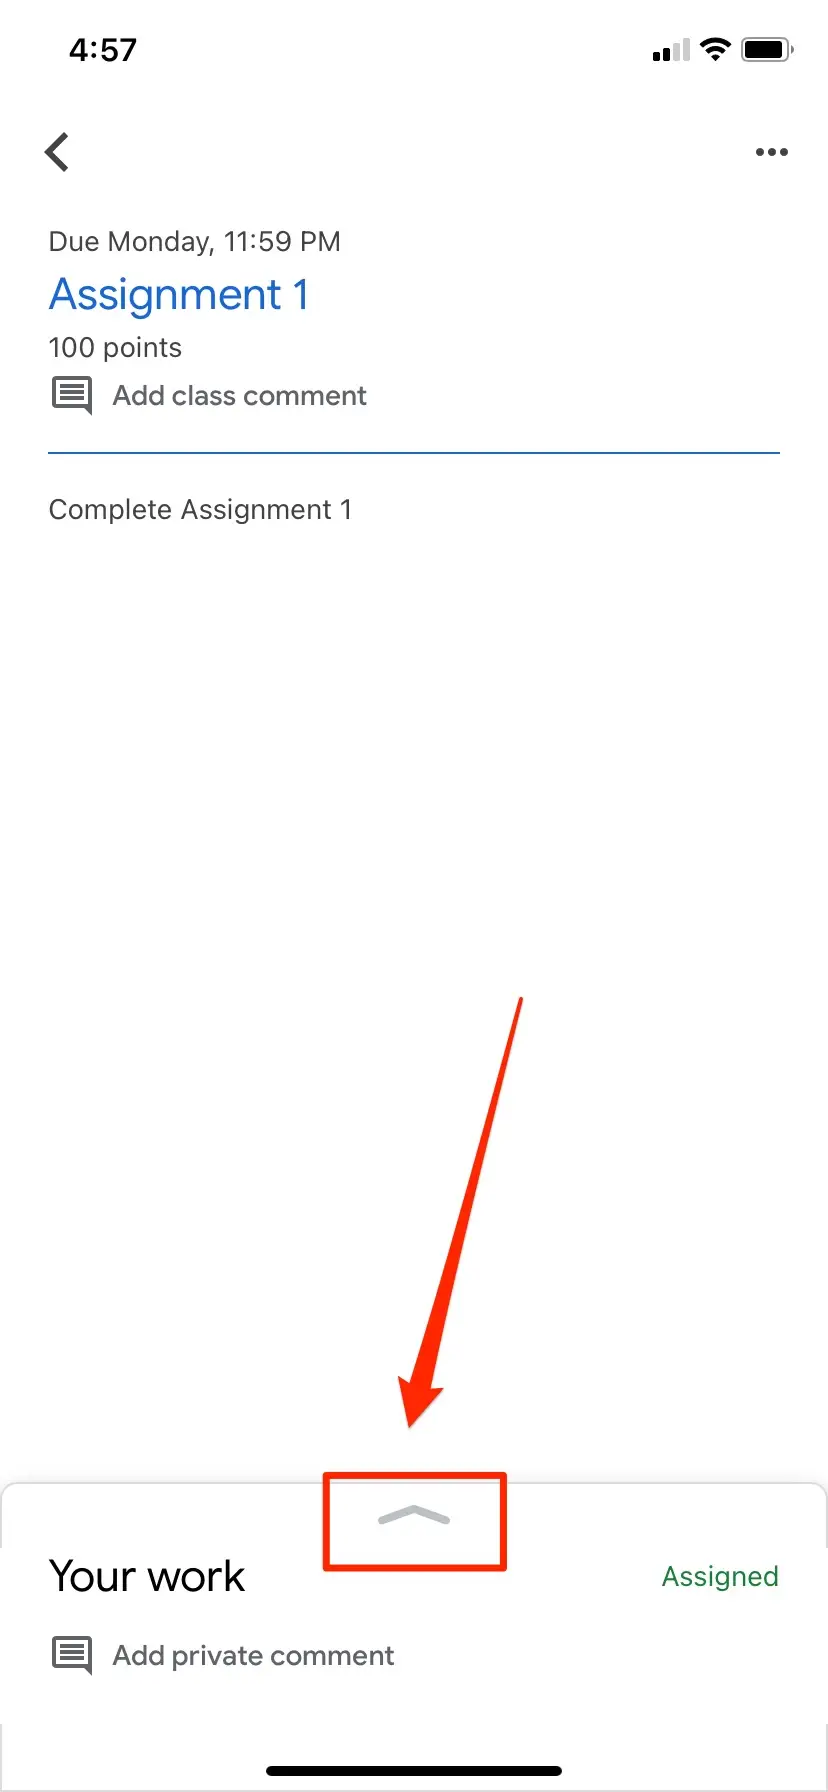 4:57
Due Monday, 11:59 PM
Assignment 1
100 points
Add class comment
Complete Assignment 1
Your work
Assigned
Add private comment